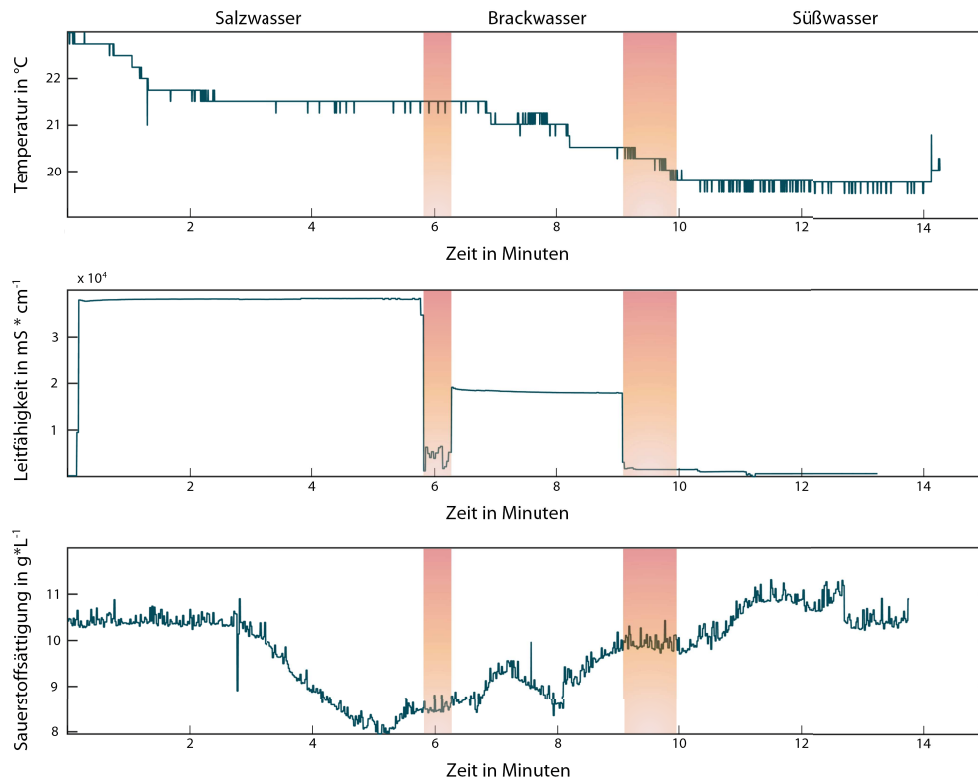 Salzwasser Brackwasser Süßwasser
Temperatur in °C
22
21
20
2 4 6 8 10 12 14
Zeit in Minuten
x 10⁴
Leitfähigkeit in mS * cm⁻¹
3
2
1
2 4 6 8 10 12 14
Zeit in Minuten
Sauerstoffsättigung in g*L⁻¹
11
10
9
8
2 4 6 8 10 12 14
Zeit in Minuten